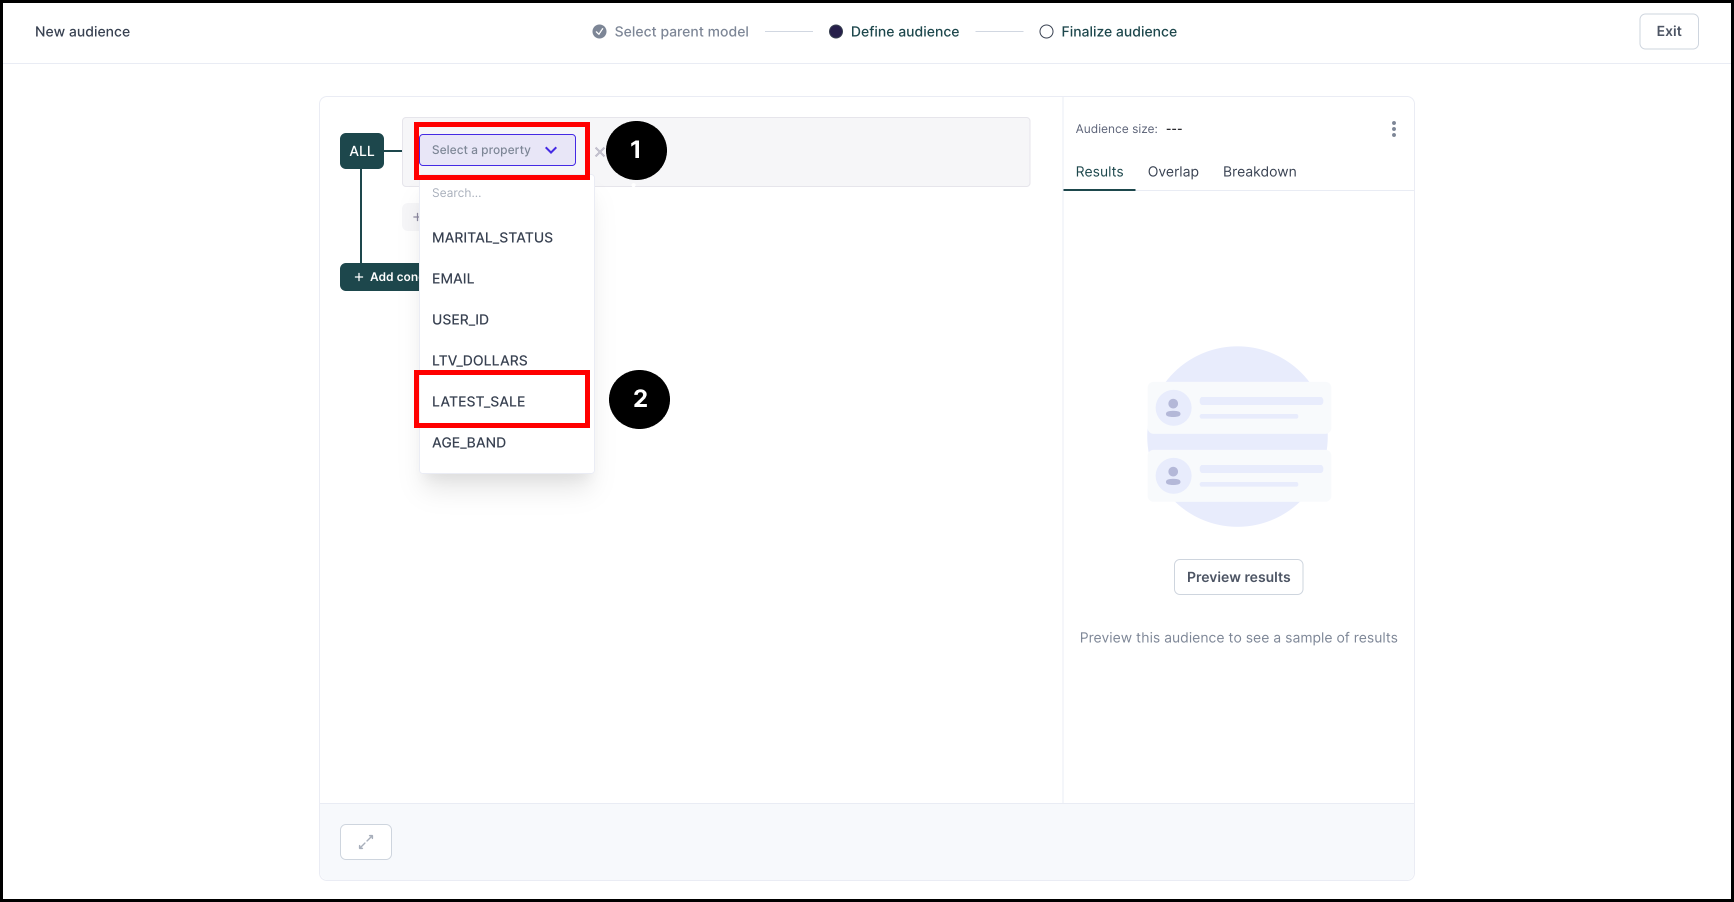 New audience
Select parent model
Define audience
Finalize audience
Exit
ALL
Select a property
1
Search...
MARITAL_STATUS
EMAIL
USER_ID
LTV_DOLLARS
LATEST_SALE
2
AGE_BAND
+ Add con
Audience size: ---
Results Overlap Breakdown
Preview results
Preview this audience to see a sample of results